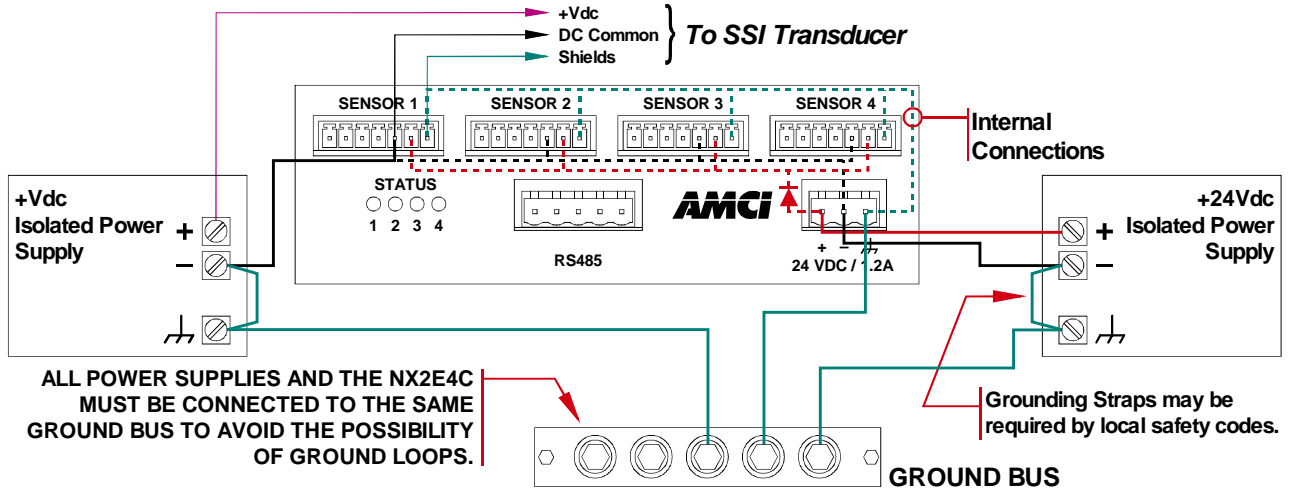 +Vdc
DC Common
Shields
To SSI Transducer
SENSOR 1
SENSOR 2
SENSOR 3
SENSOR 4
Internal
Connections
STATUS
1 2 3 4
AMCI
RS485
+ −
24 VDC / 1.2A
+Vdc
Isolated Power
Supply
+
−
+24Vdc
Isolated Power
Supply
+
−
ALL POWER SUPPLIES AND THE NX2E4C
MUST BE CONNECTED TO THE SAME
GROUND BUS TO AVOID THE POSSIBILITY
OF GROUND LOOPS.
Grounding Straps may be
required by local safety codes.
GROUND BUS